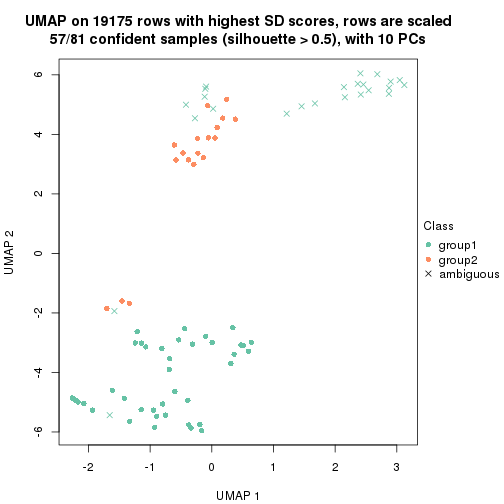 UMAP on 19175 rows with highest SD scores, rows are scaled
57/81 confident samples (silhouette > 0.5), with 10 PCs
6
4
2
0
-2
-4
-6
UMAP 2
-2
-1
0
1
2
3
UMAP 1
Class
group1
group2
ambiguous